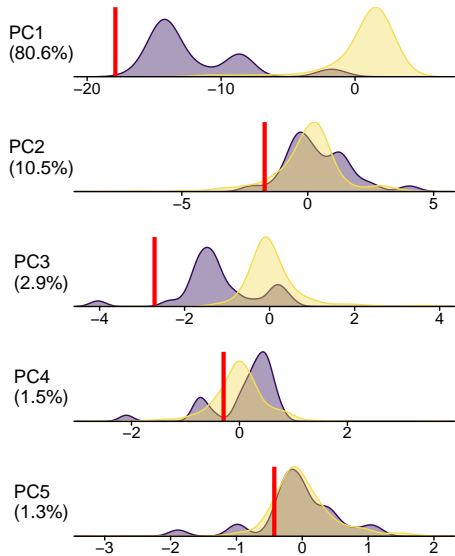 PC1
(80.6%)
−20 −10 0
PC2
(10.5%)
−5 0 5
PC3
(2.9%)
−4 −2 0 2 4
PC4
(1.5%)
−2 0 2
PC5
(1.3%)
−3 −2 −1 0 1 2